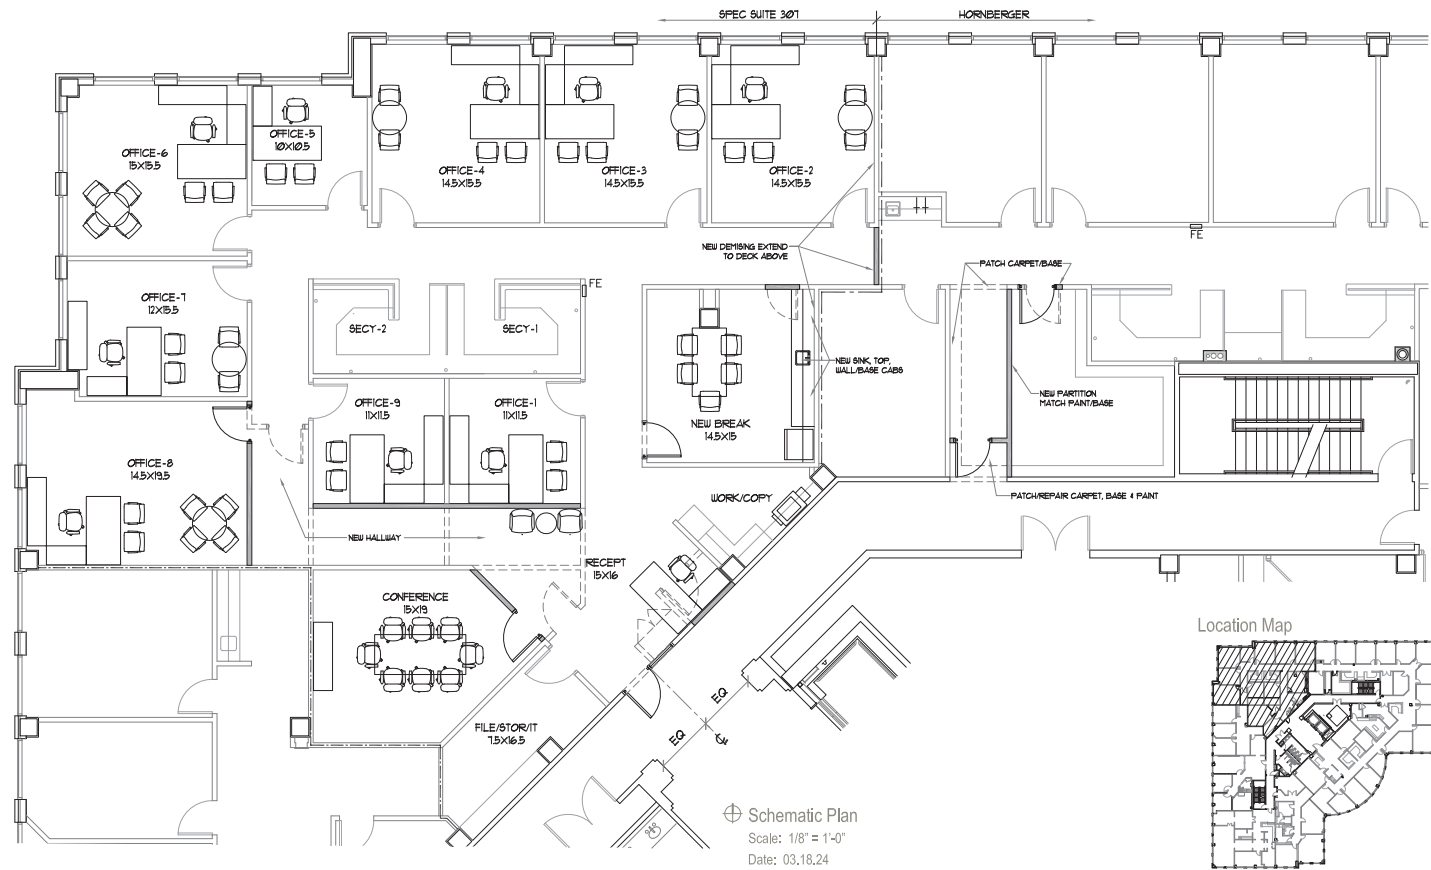 SPEC SUITE 307
HORNBERGER
OFFICE-5
10X10.5
OFFICE-6
15X15.5
OFFICE-4
14.5X15.5
OFFICE-3
14.5X15.5
OFFICE-2
14.5X15.5
FE
NEW DEMISING EXTEND
TO DECK ABOVE
PATCH CARPET/BASE
FE
OFFICE-7
12X15.5
SECY-2
SECY-1
NEW SINK, TOP,
WALL/BASE CABS
NEW PARTITION
MATCH PAINT/BASE
OFFICE-9
11X11.5
OFFICE-1
11X11.5
NEW BREAK
14.5X15
OFFICE-8
14.5X19.5
WORK/COPY
PATCH/REPAIR CARPET, BASE & PAINT
NEW HALLWAY
RECEPT
15X16
CONFERENCE
15X19
Location Map
EQ
EQ
FILE/STOR/IT
7.5X16.5
Schematic Plan
Scale: 1/8" = 1'-0"
Date: 03.18.24